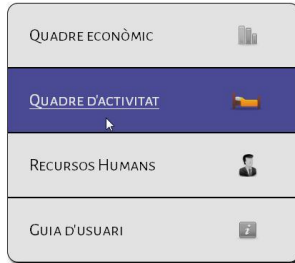 Quadre econòmic
Quadre d'activitat
Recursos Humans
Guia d'usuari